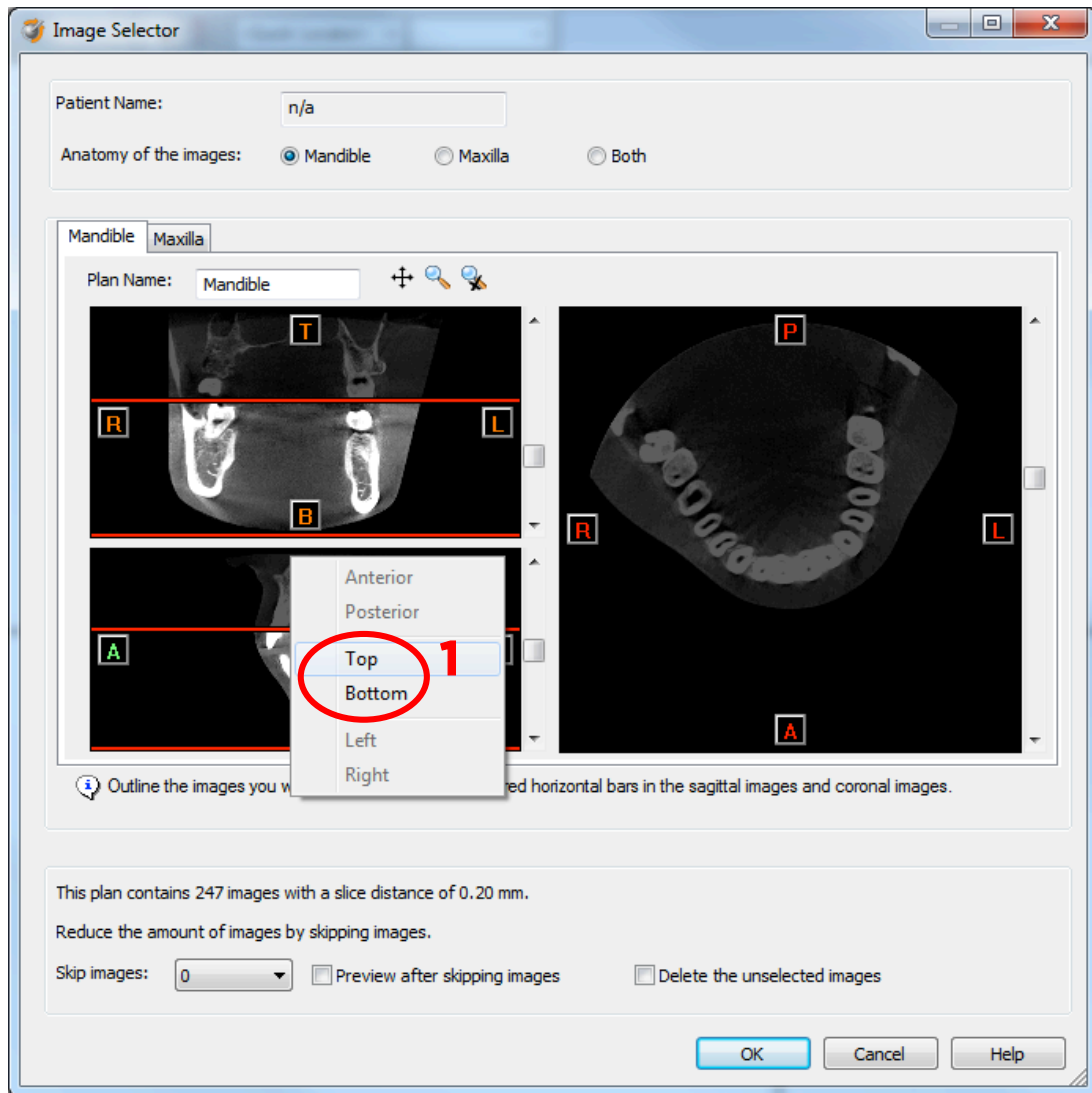 Image Selector
Patient Name: n/a
Anatomy of the images: Mandible Maxilla Both
Mandible Maxilla
Plan Name: Mandible
T
R L
B
P
R L
A
A
Anterior
Posterior
Top
Bottom
1
Left
Right
Outline the images you w
red horizontal bars in the sagittal images and coronal images.
This plan contains 247 images with a slice distance of 0.20 mm.
Reduce the amount of images by skipping images.
Skip images: 0 Preview after skipping images Delete the unselected images
OK Cancel Help